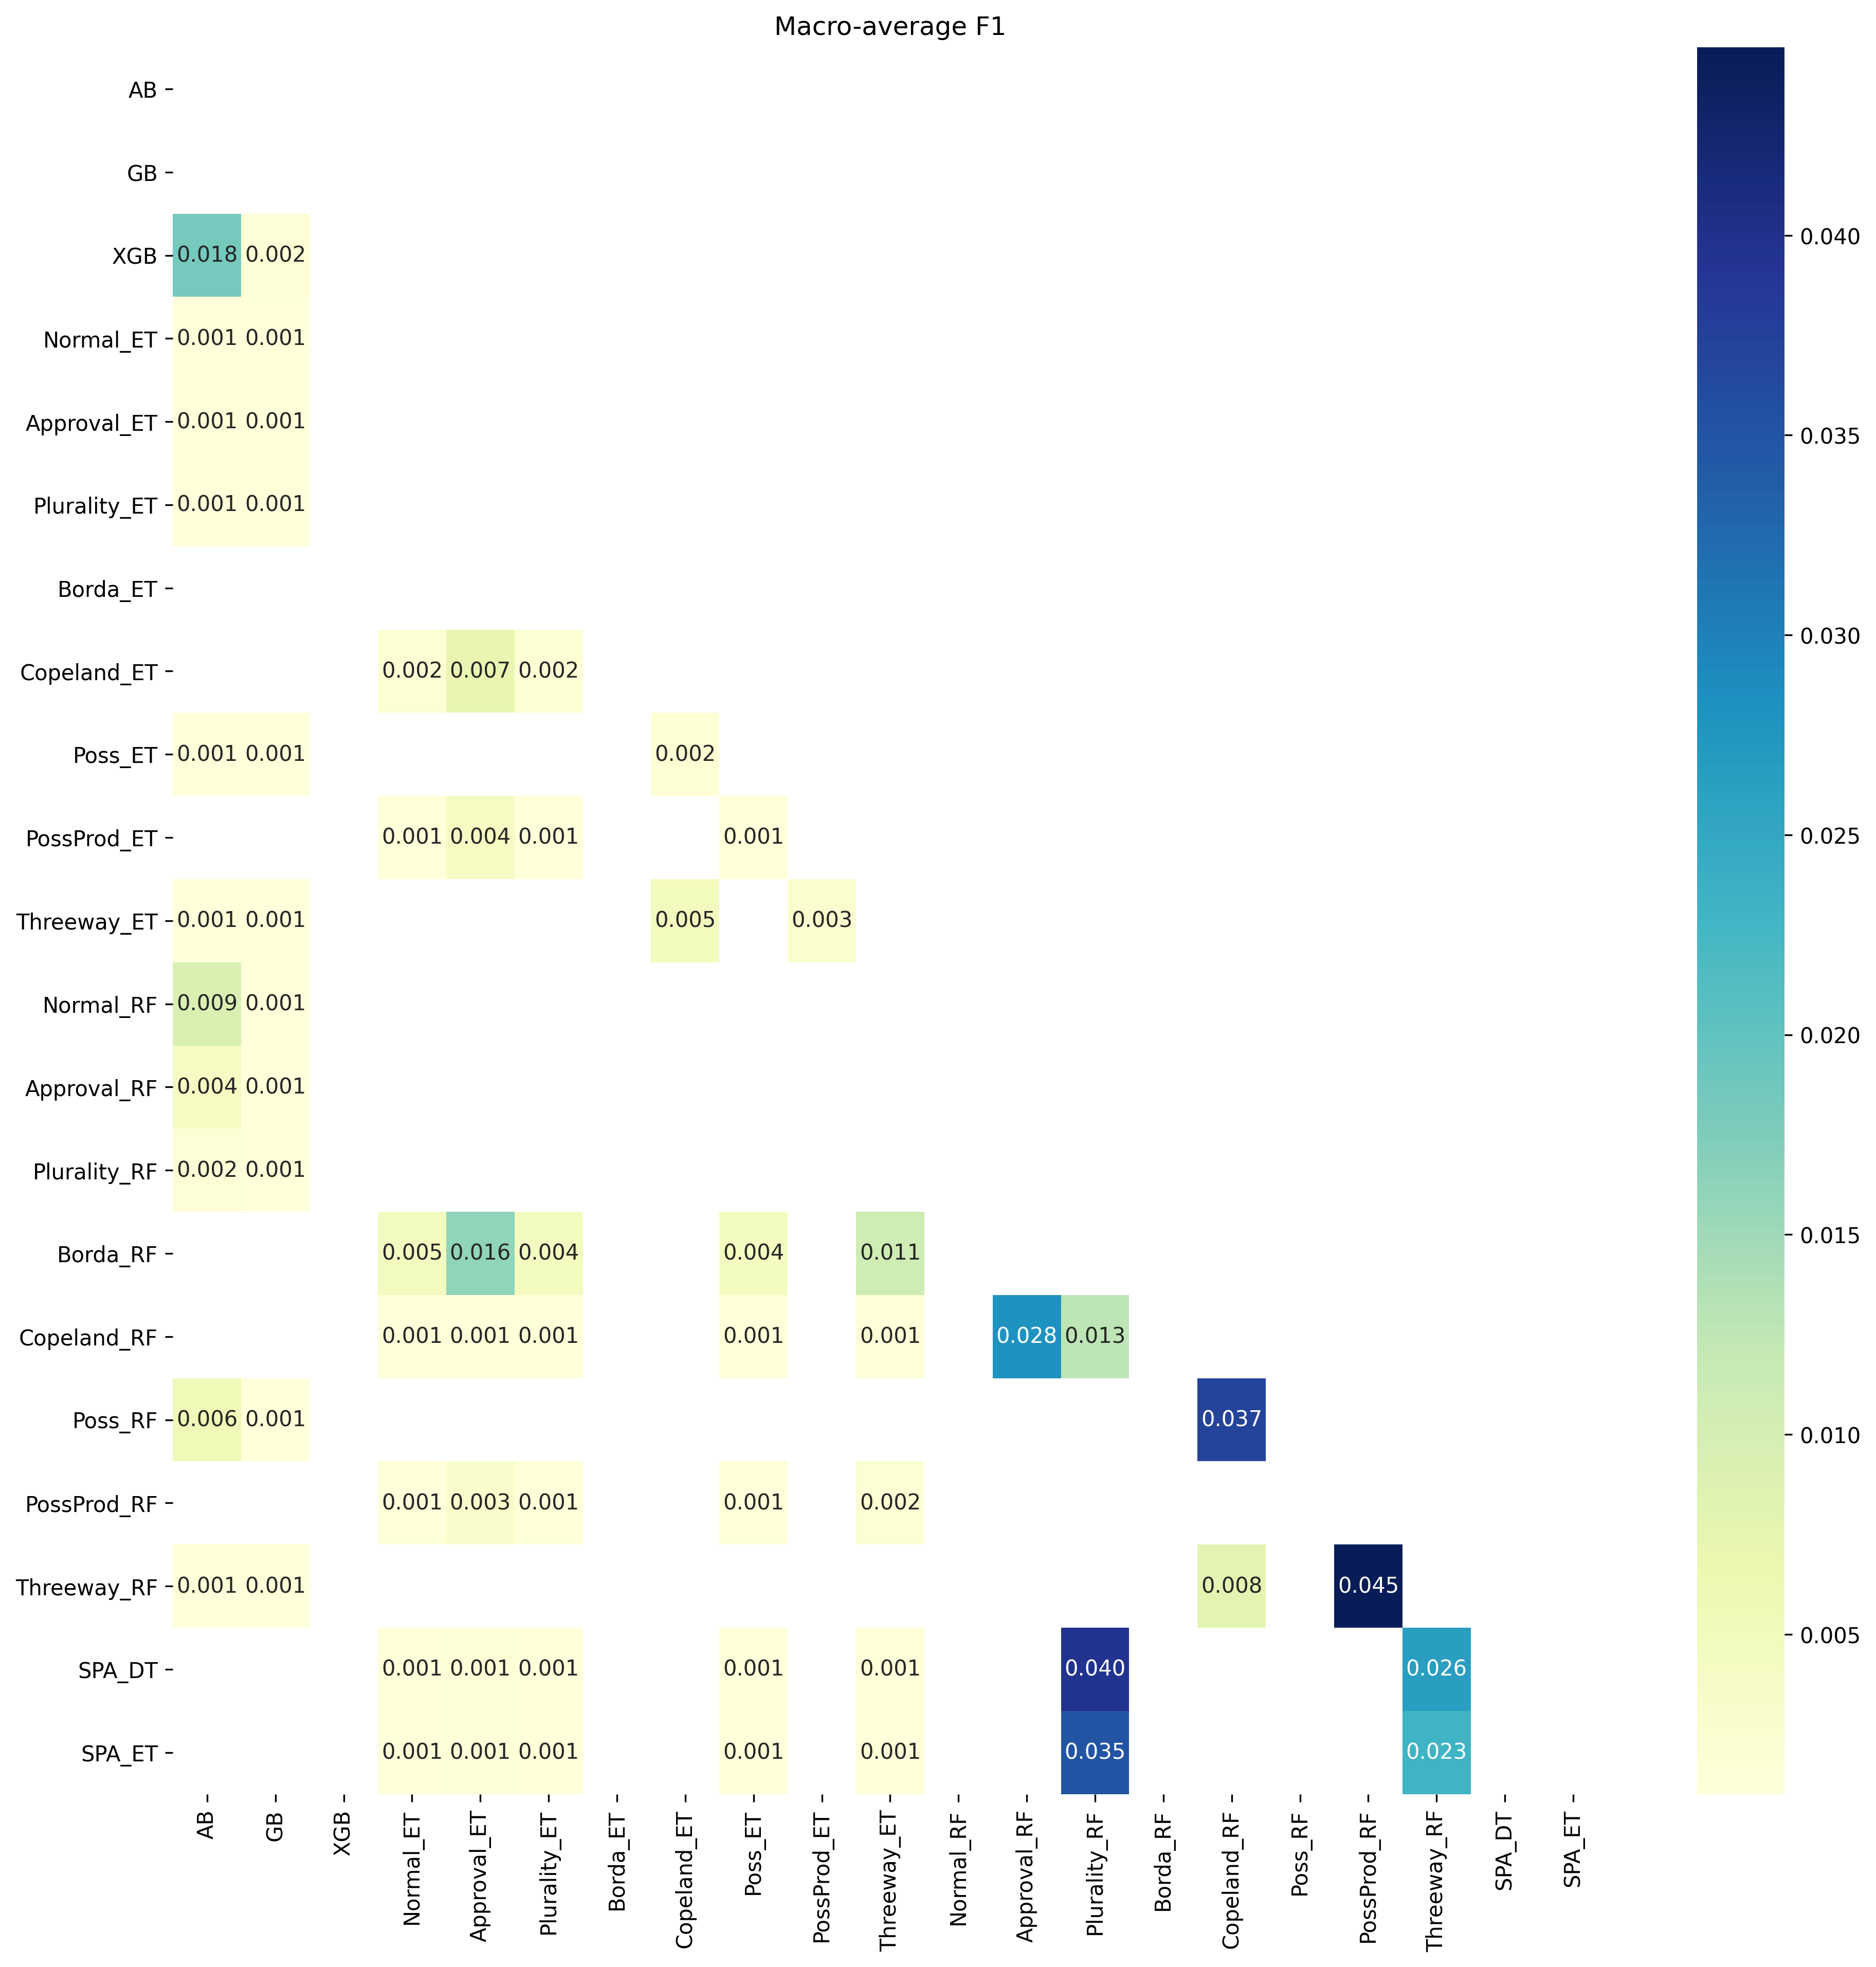 Macro-average F1
AB
GB
XGB 0.018 0.002
Normal_ET 0.001 0.001
Approval_ET 0.001 0.001
Plurality_ET 0.001 0.001
Borda_ET
Copeland_ET 0.002 0.007 0.002
Poss_ET 0.001 0.001 0.002
PossProd_ET 0.001 0.004 0.001 0.001
Threeway_ET 0.001 0.001 0.005 0.003
Normal_RF 0.009 0.001
Approval_RF 0.004 0.001
Plurality_RF 0.002 0.001
Borda_RF 0.005 0.016 0.004 0.004 0.011
Copeland_RF 0.001 0.001 0.001 0.001 0.001 0.028 0.013
Poss_RF 0.006 0.001 0.037
PossProd_RF 0.001 0.003 0.001 0.001 0.002
Threeway_RF 0.001 0.001 0.008 0.045
SPA_DT 0.001 0.001 0.001 0.001 0.001 0.040 0.026
SPA_ET 0.001 0.001 0.001 0.001 0.001 0.035 0.023
AB
GB
XGB
Normal_ET
Approval_ET
Plurality_ET
Borda_ET
Copeland_ET
Poss_ET
PossProd_ET
Threeway_ET
Normal_RF
Approval_RF
Plurality_RF
Borda_RF
Copeland_RF
Poss_RF
PossProd_RF
Threeway_RF
SPA_DT
SPA_ET
0.040
0.035
0.030
0.025
0.020
0.015
0.010
0.005